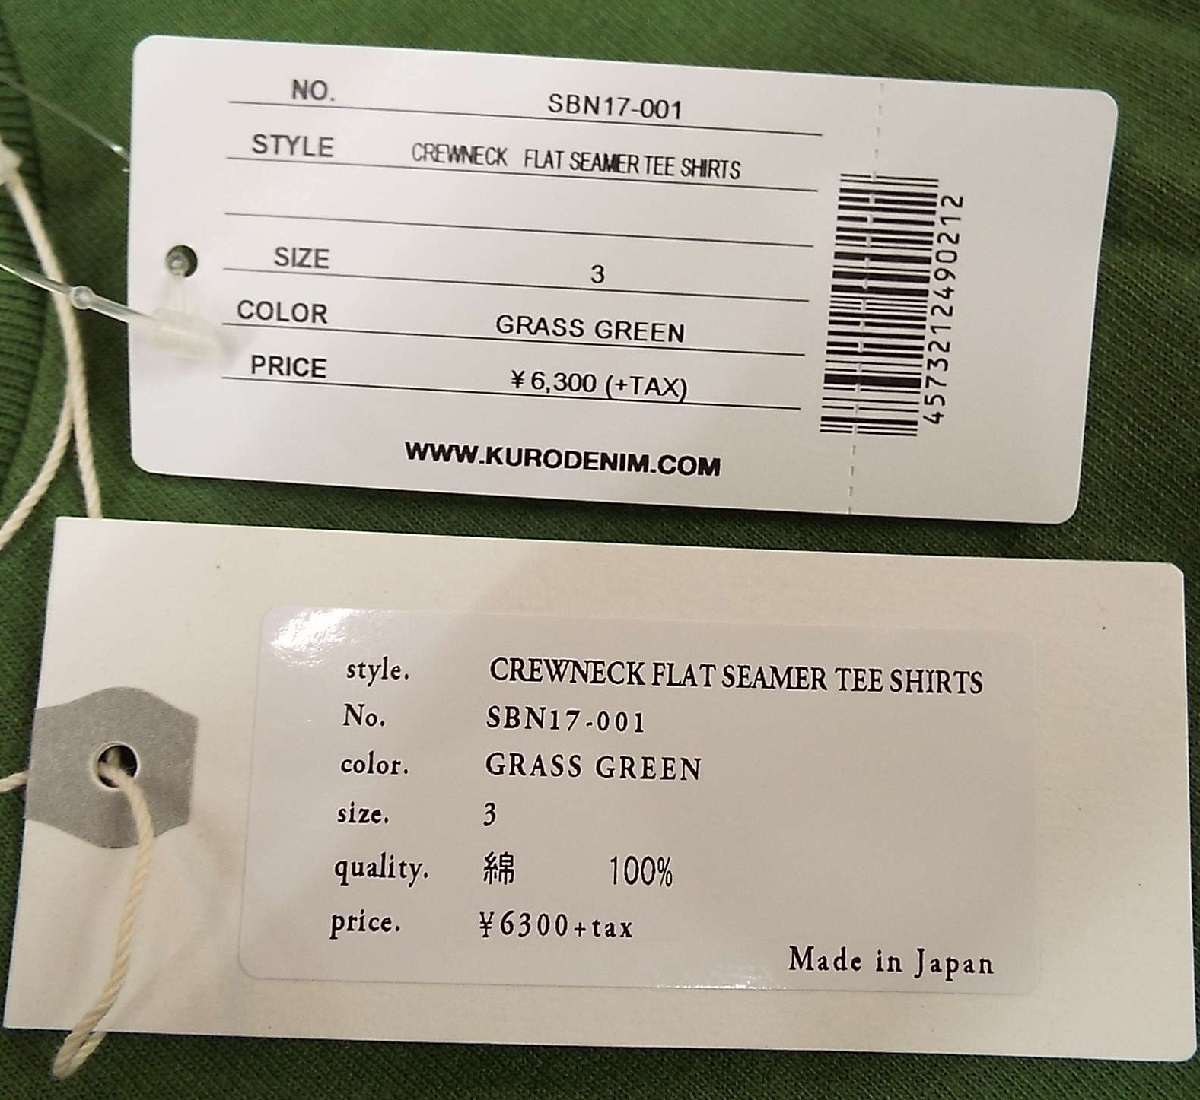 NO. SBN17-001
STYLE CREWNECK FLAT SEAMER TEE SHIRTS
SIZE 3
COLOR GRASS GREEN
PRICE ¥6,300 (+TAX)
WWW.KURODENIM.COM
4573212490212
style. CREWNECK FLAT SEAMER TEE SHIRTS
No. SBN17-001
color. GRASS GREEN
size. 3
quality. 綿 100%
price. ¥6300+tax
Made in Japan